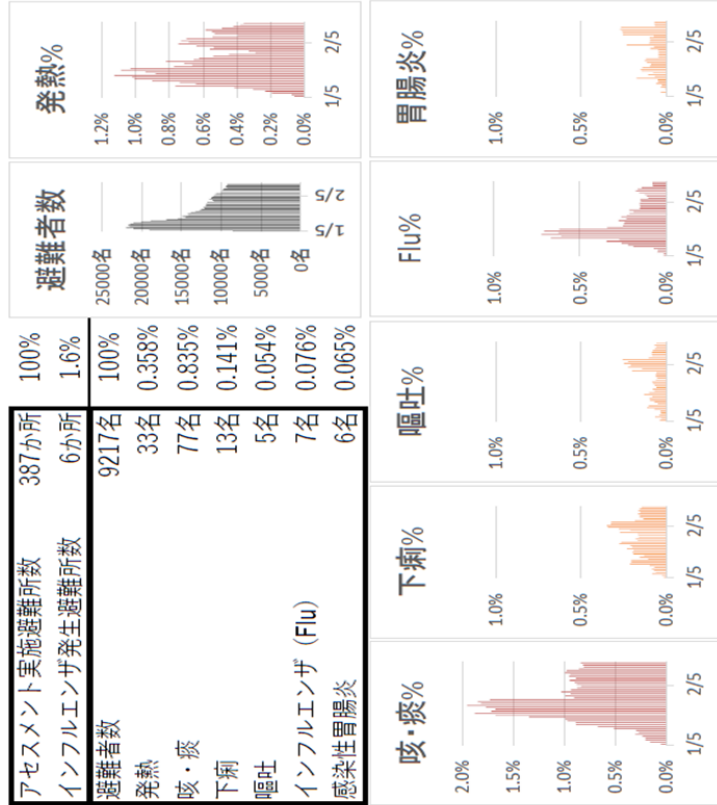 アセスメント実施避難所数 387か所 100%
インフルエンザ発生避難所数 6か所 1.6%
避難者数 9217名 100%
発熱 33名 0.358%
咳・痰 77名 0.835%
下痢 13名 0.141%
嘔吐 5名 0.054%
インフルエンザ（Flu） 7名 0.076%
感染性胃腸炎 6名 0.065%
避難者数
25000名
20000名
15000名
10000名
5000名
0名
1/5 2/5
発熱%
1.2%
1.0%
0.8%
0.6%
0.4%
0.2%
0.0%
1/5 2/5
咳・痰%
2.0%
1.5%
1.0%
0.5%
0.0%
1/5 2/5
下痢%
1.0%
0.5%
0.0%
1/5 2/5
嘔吐%
1.0%
0.5%
0.0%
1/5 2/5
Flu%
1.0%
0.5%
0.0%
1/5 2/5
胃腸炎%
1.0%
0.5%
0.0%
1/5 2/5